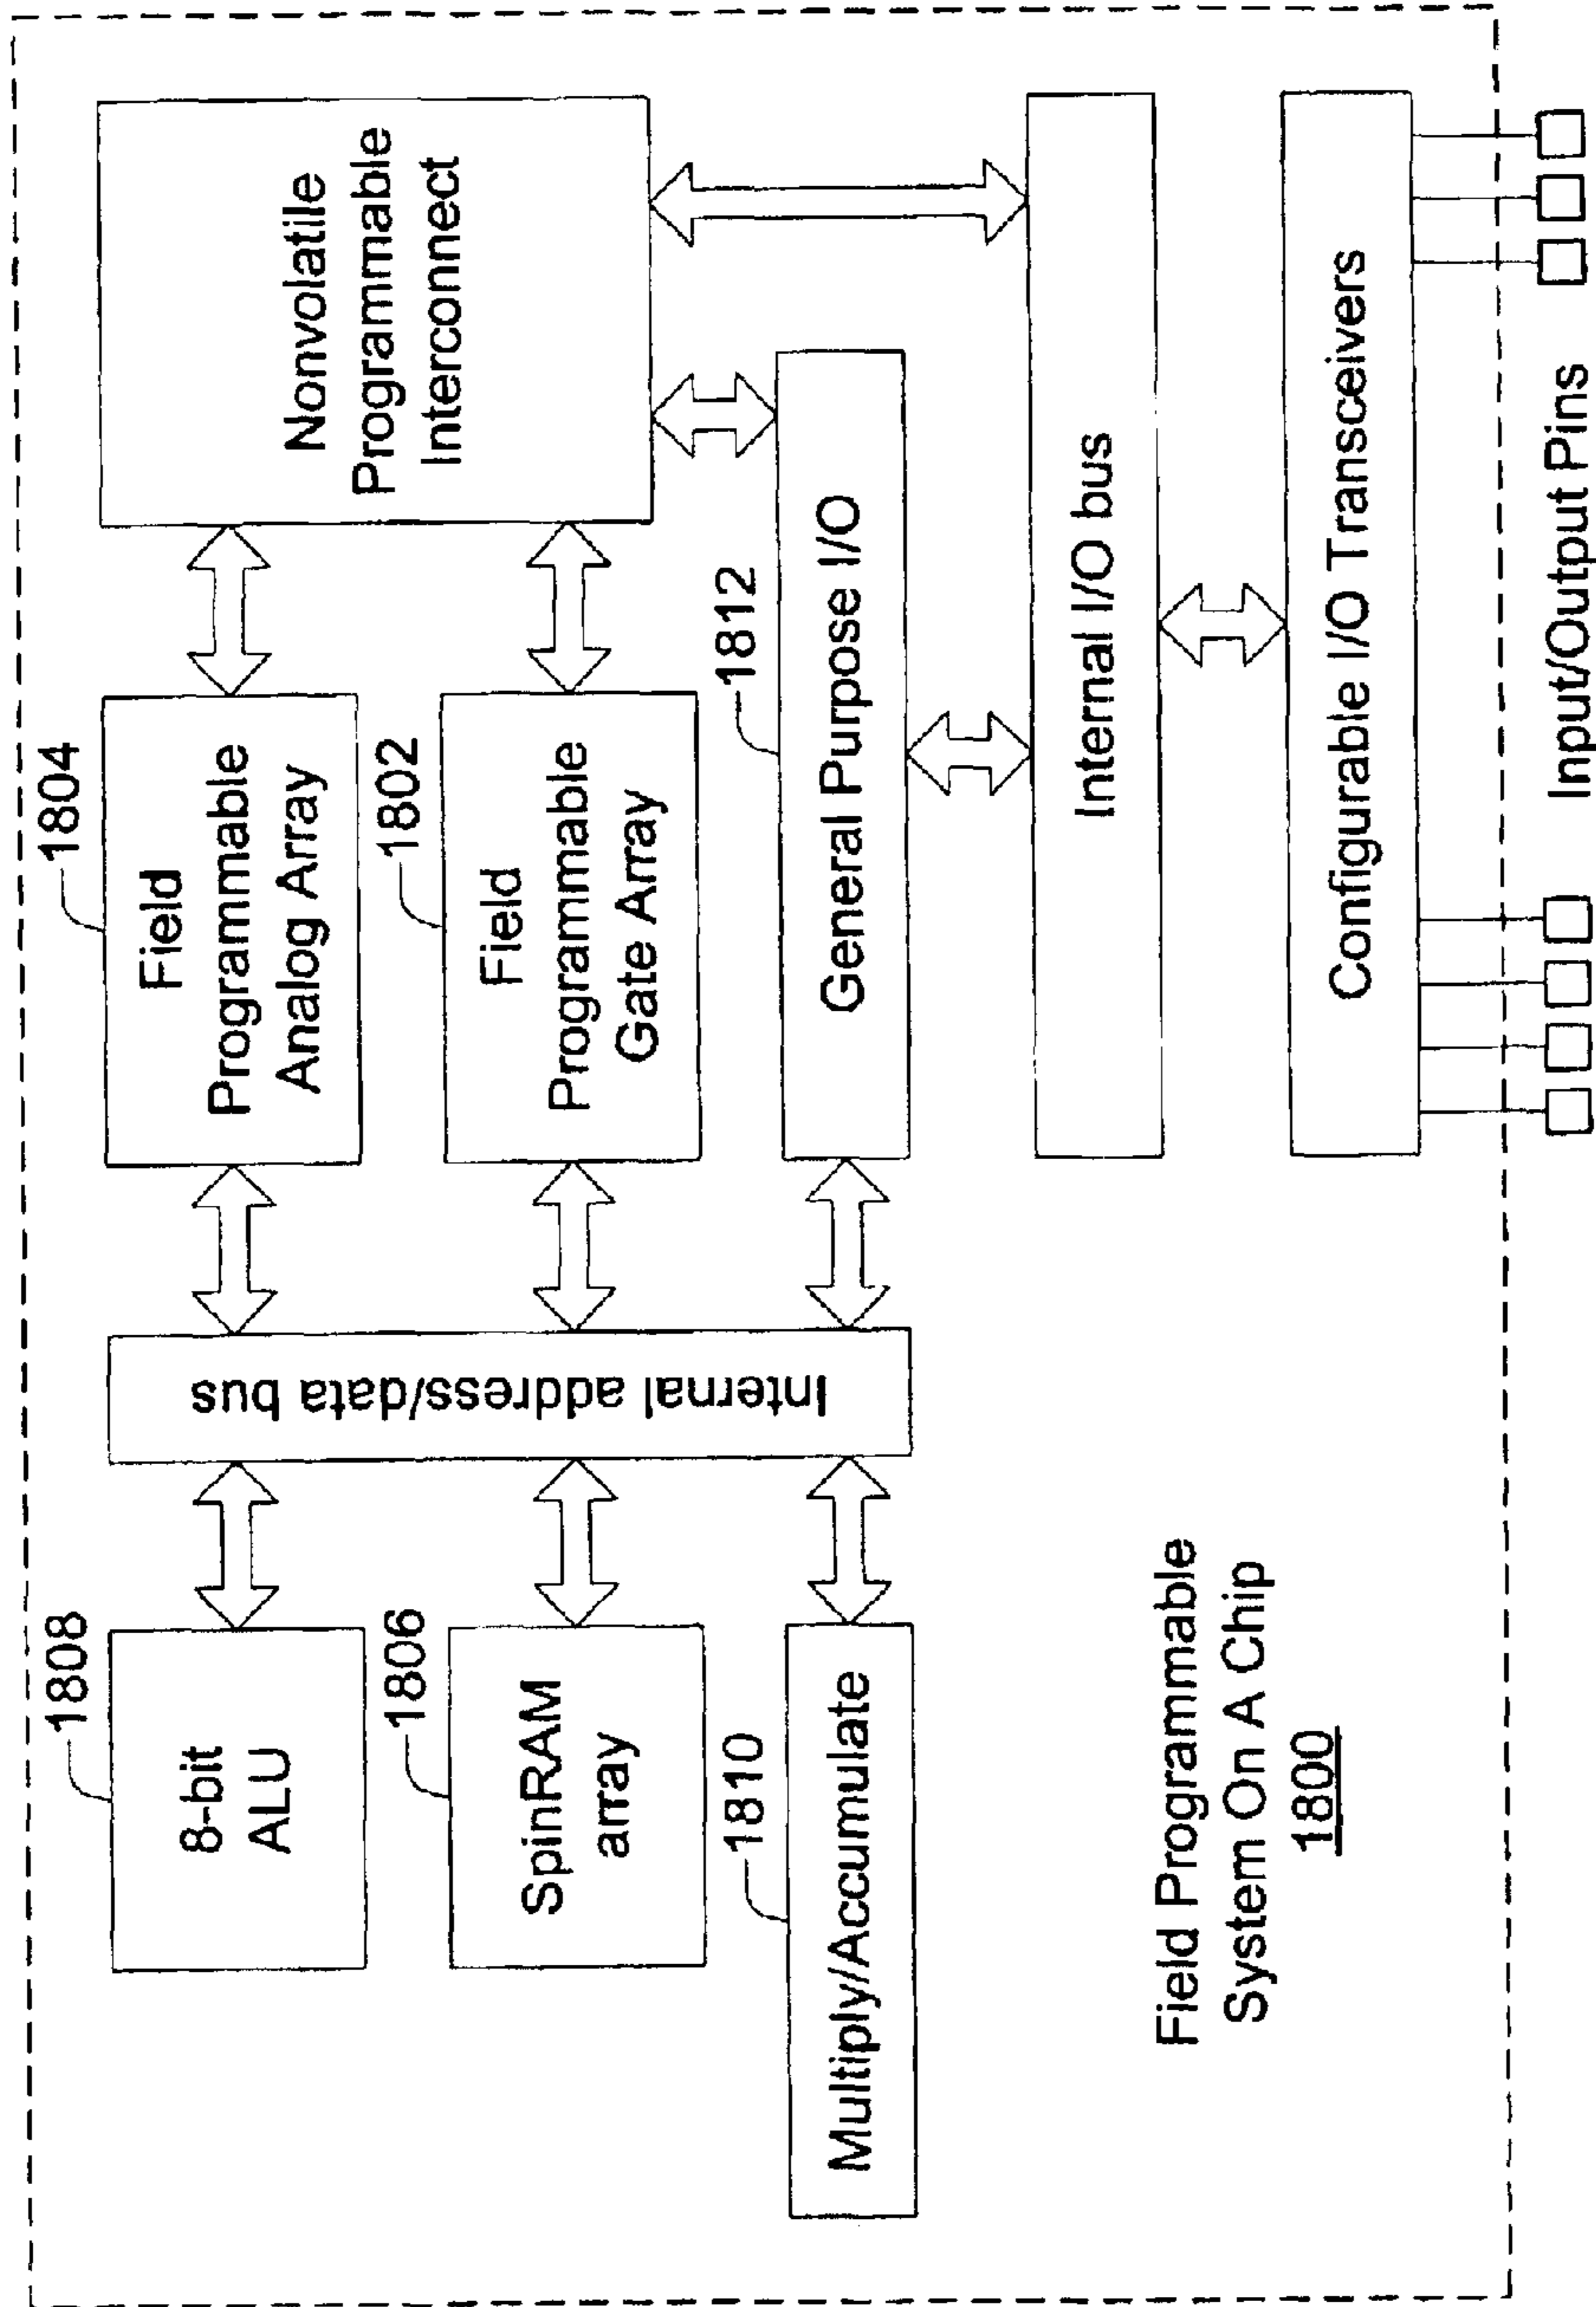 1808
8-bit
ALU
1806
SpinRAM
array
1810
Multiply/Accumulate
Internal address/data bus
1804
Field
Programmable
Analog Array
1802
Field
Programmable
Gate Array
1812
General Purpose I/O
Nonvolatile
Programmable
Interconnect
Internal I/O bus
Configurable I/O Transceivers
Field Programmable
System On A Chip
1800
Input/Output Pins